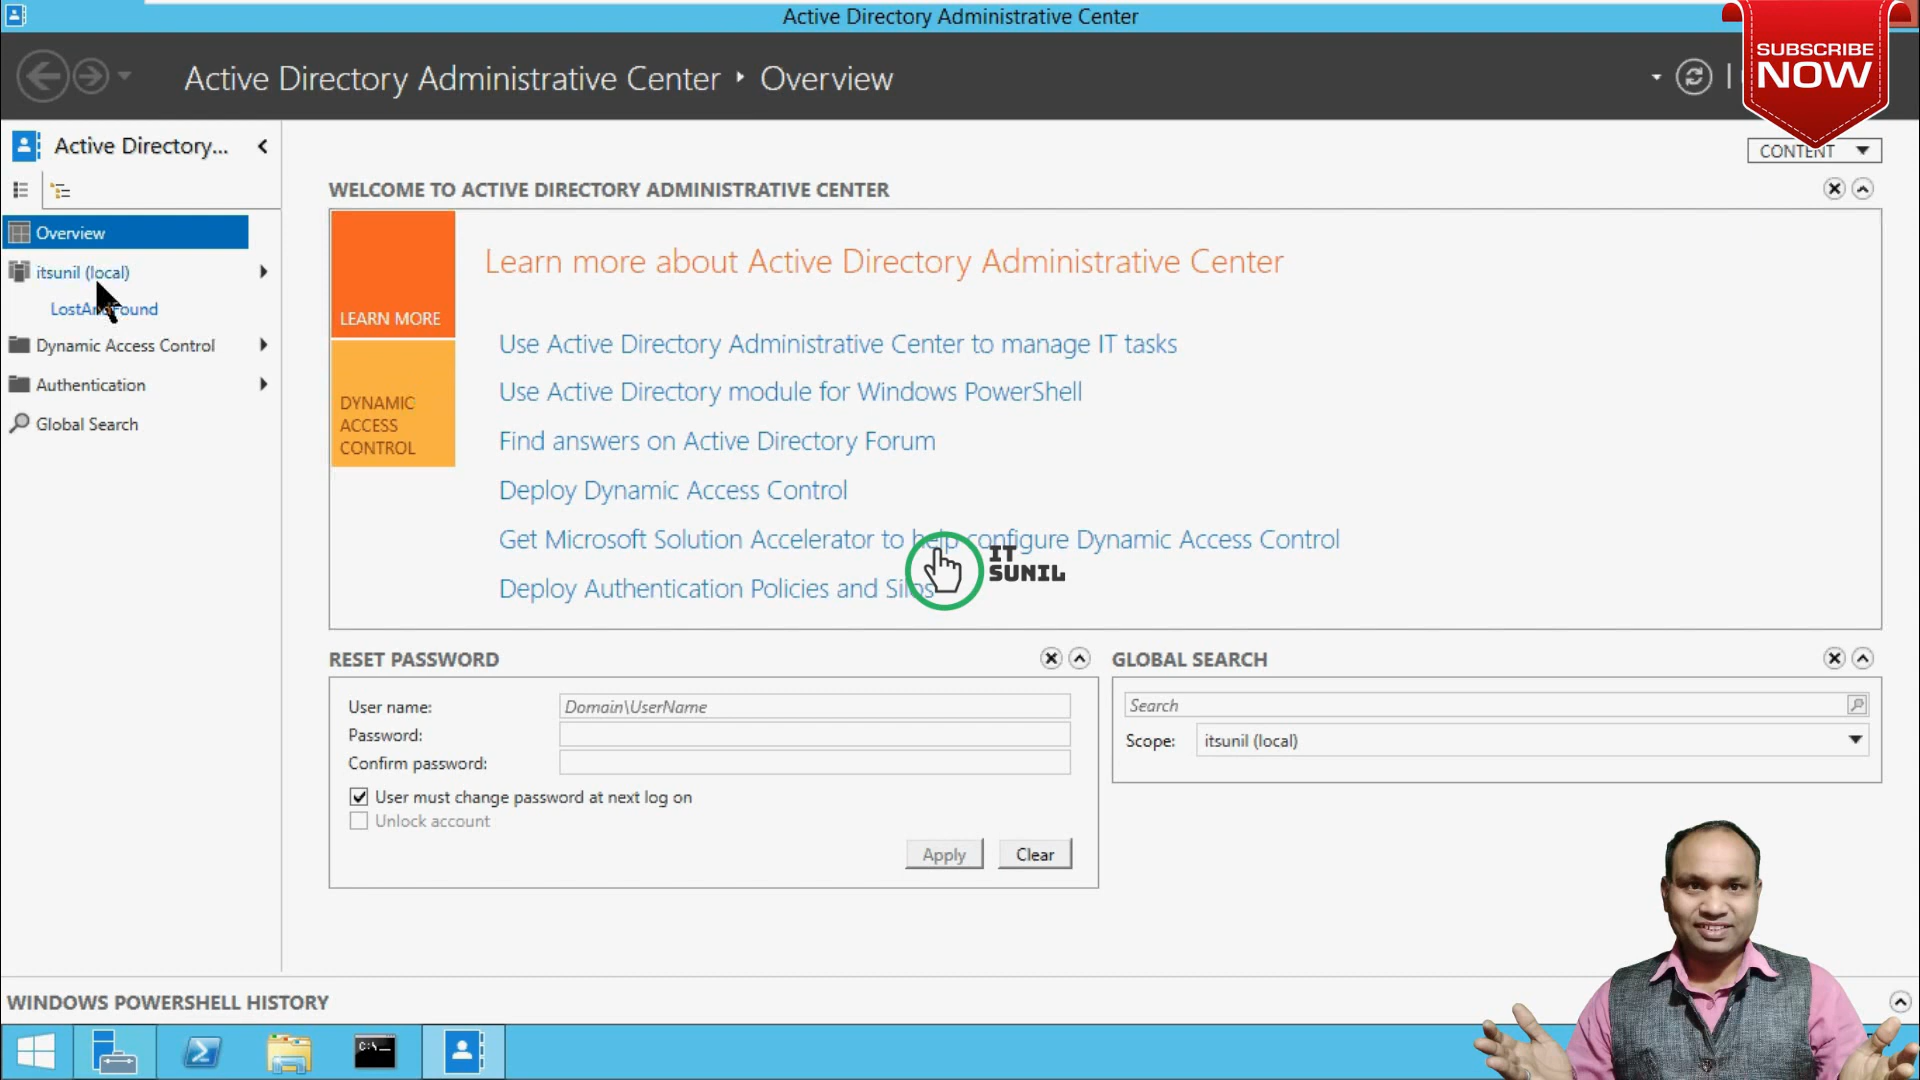 Active Directory Administrative Center
Active Directory Administrative Center ‣ Overview
SUBSCRIBE
NOW
Active Directory...
CONTENT
WELCOME TO ACTIVE DIRECTORY ADMINISTRATIVE CENTER
Overview
itsunil (local)
LostAndFound
Dynamic Access Control
Authentication
Global Search
LEARN MORE
DYNAMIC
ACCESS
CONTROL
Learn more about Active Directory Administrative Center
Use Active Directory Administrative Center to manage IT tasks
Use Active Directory module for Windows PowerShell
Find answers on Active Directory Forum
Deploy Dynamic Access Control
Get Microsoft Solution Accelerator to help configure Dynamic Access Control
Deploy Authentication Policies and Silos
IT
SUNIL
RESET PASSWORD
User name:
Domain\UserName
Password:
Confirm password:
User must change password at next log on
Unlock account
Apply
Clear
GLOBAL SEARCH
Search
Scope:
itsunil (local)
WINDOWS POWERSHELL HISTORY
C:\_